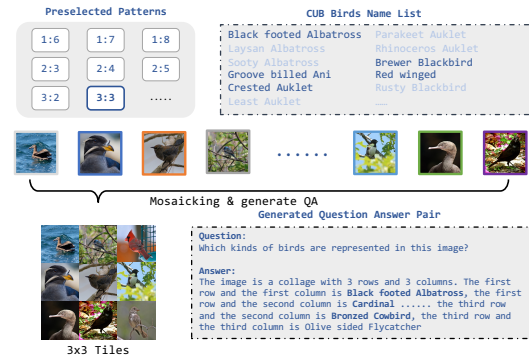 Preselected Patterns
1:6 1:7 1:8
2:3 2:4 2:5
3:2 3:3 .....
CUB Birds Name List
Black footed Albatross
Laysan Albatross
Sooty Albatross
Groove billed Ani
Crested Auklet
Least Auklet
Parakeet Auklet
Rhinoceros Auklet
Brewer Blackbird
Red winged
Rusty Blackbird
……
......
Mosaicking & generate QA
3x3 Tiles
Generated Question Answer Pair
Question:
Which kinds of birds are represented in this image?
Answer:
The image is a collage with 3 rows and 3 columns. The first
row and the first column is Black footed Albatross, the first
row and the second column is Cardinal ...... the third row
and the second column is Bronzed Cowbird, the third row and
the third column is Olive sided Flycatcher